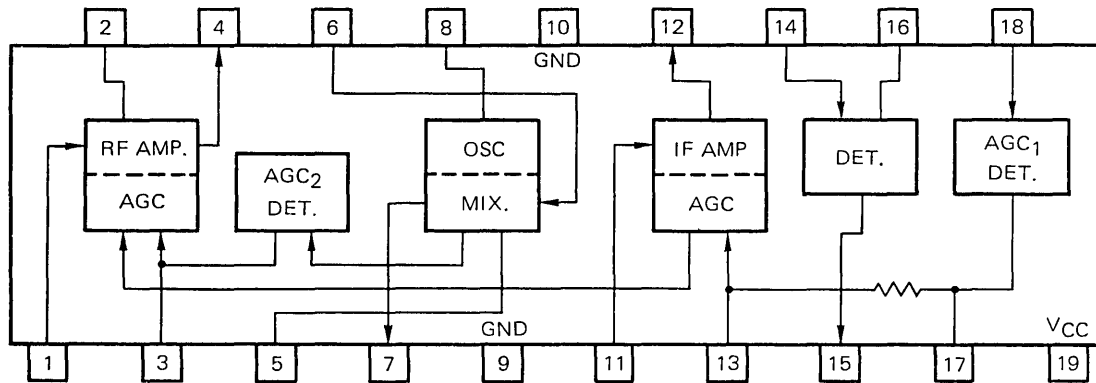 2 4 6 8 10 12 14 16 18
GND
RF AMP.
AGC
AGC₂
DET.
OSC
MIX.
IF AMP
AGC
DET.
AGC₁
DET.
GND
VCC
1 3 5 7 9 11 13 15 17 19